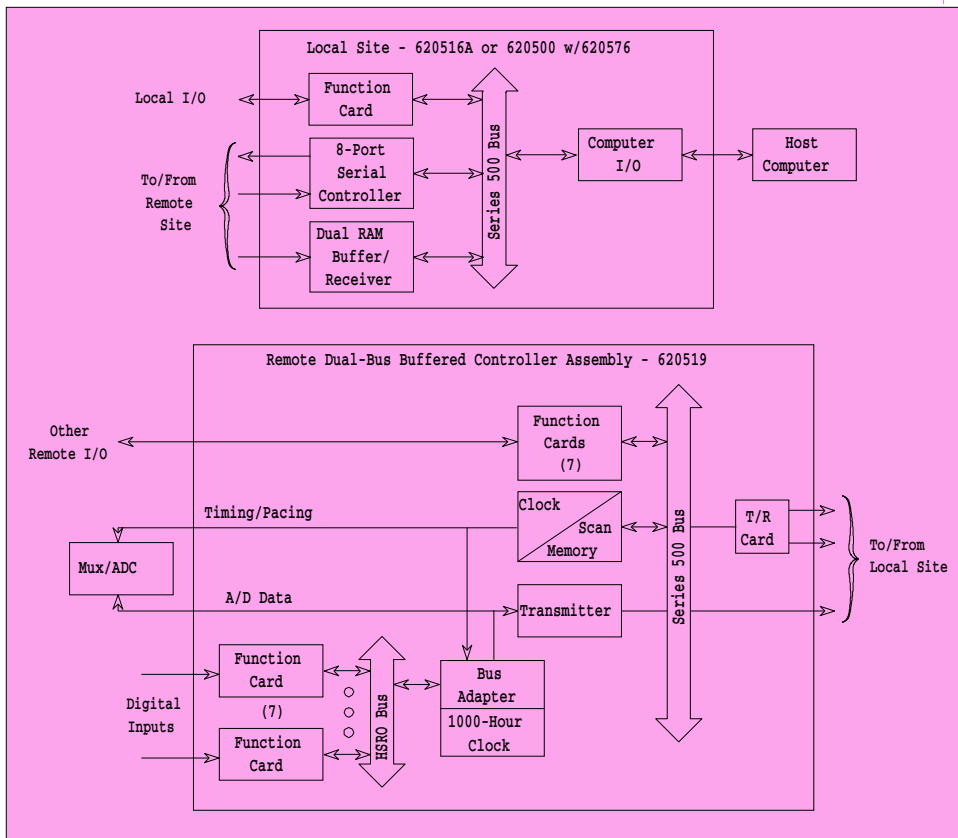 Local Site - 620516A or 620500 w/620576
Local I/O
Function
Card
8-Port
Serial
Controller
To/From
Remote
Site
Dual RAM
Buffer/
Receiver
Series 500 Bus
Computer
I/O
Host
Computer
Remote Dual-Bus Buffered Controller Assembly - 620519
Other
Remote I/O
Function
Cards
(7)
Timing/Pacing
Clock
Scan
Memory
Series 500 Bus
T/R
Card
To/From
Local Site
Mux/ADC
A/D Data
Transmitter
Function
Card
(7)
Digital
Inputs
Function
Card
HSRO Bus
Bus
Adapter
1000-Hour
Clock